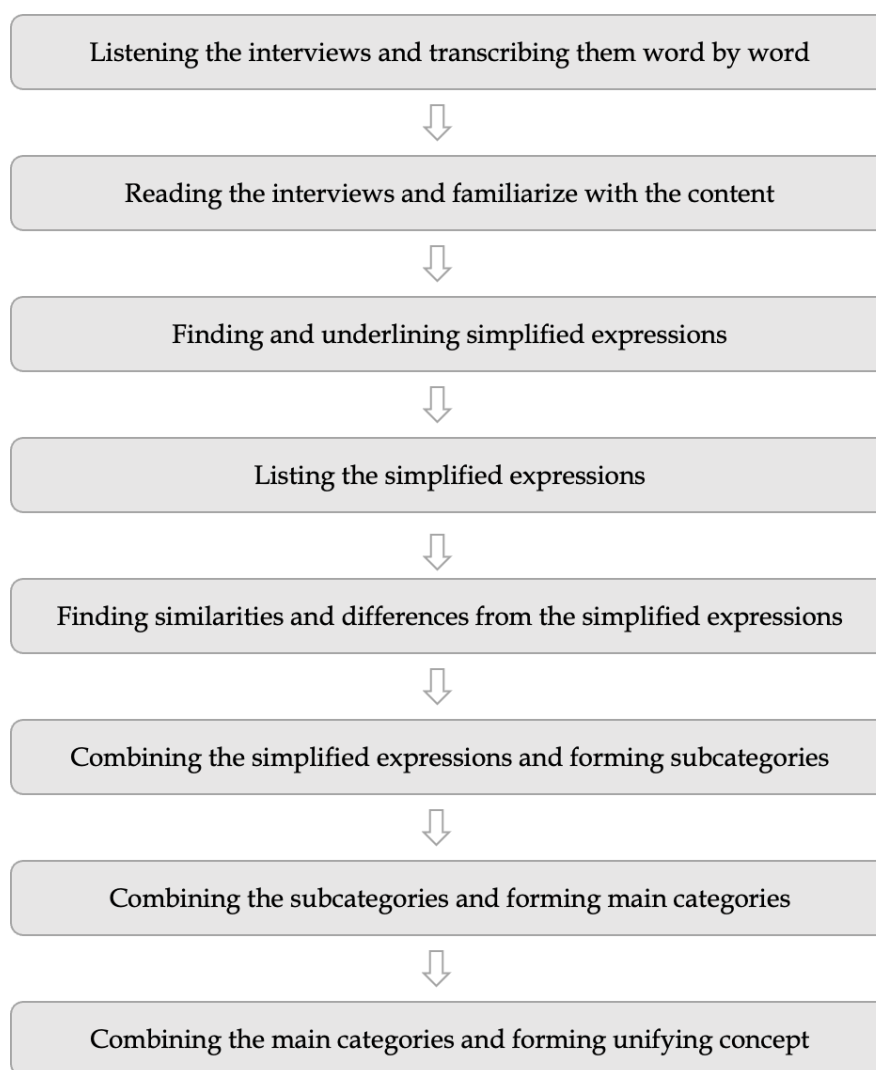 Listening the interviews and transcribing them word by word
Reading the interviews and familiarize with the content
Finding and underlining simplified expressions
Listing the simplified expressions
Finding similarities and differences from the simplified expressions
Combining the simplified expressions and forming subcategories
Combining the subcategories and forming main categories
Combining the main categories and forming unifying concept